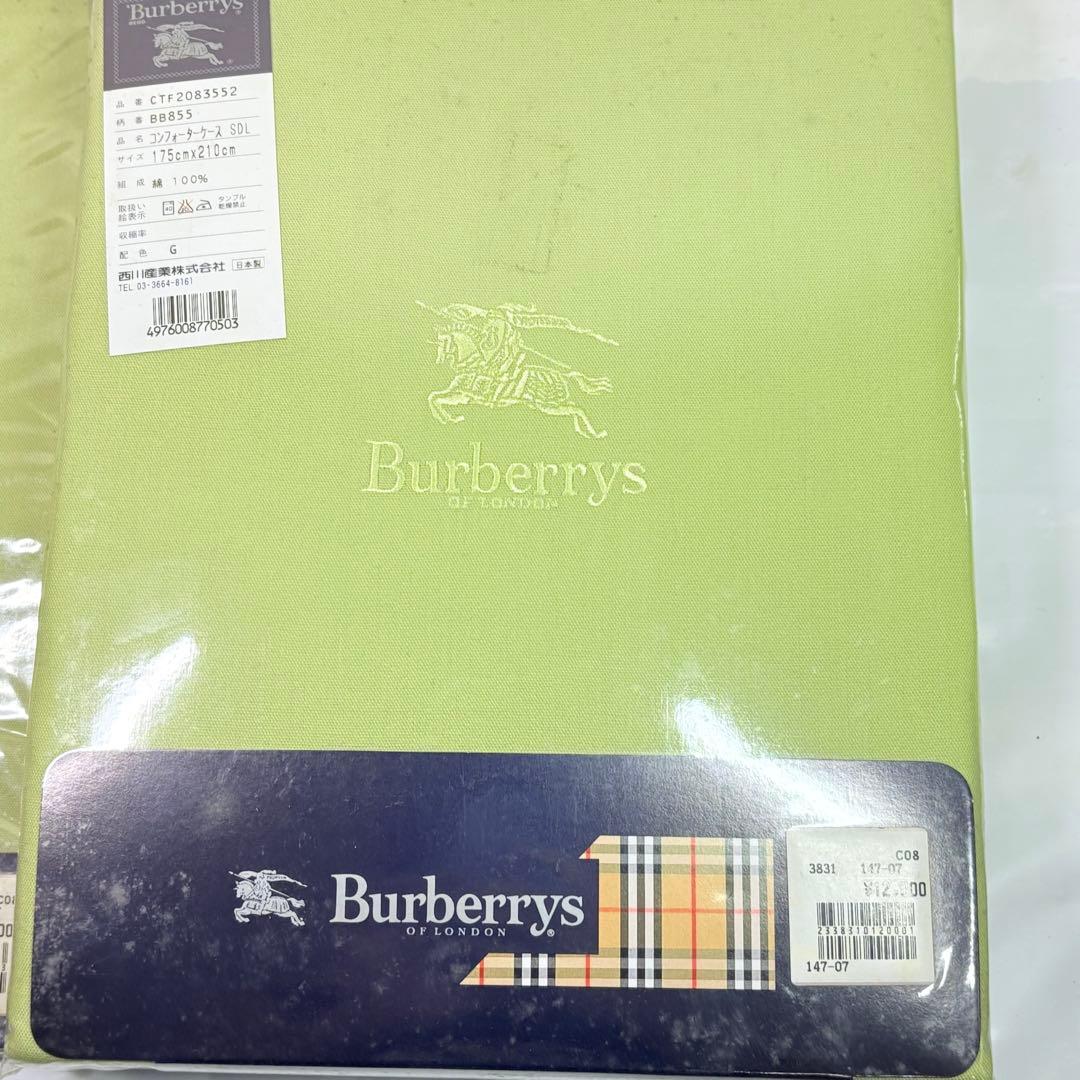 Burberrys
品番 CTF2083552
柄番 BB855
品名 コンフォーターケース SDL
サイズ 175cmx210cm
組成 綿 100%
取扱い
絵表示
40
タンブル
乾燥禁止
収縮率
配色 G
西川産業株式会社 日本製
TEL 03-3664-8161
4976008770503
Burberrys
OF LONDON
Burberrys
OF LONDON
C08
3831 147-07
2338310120001
147-07